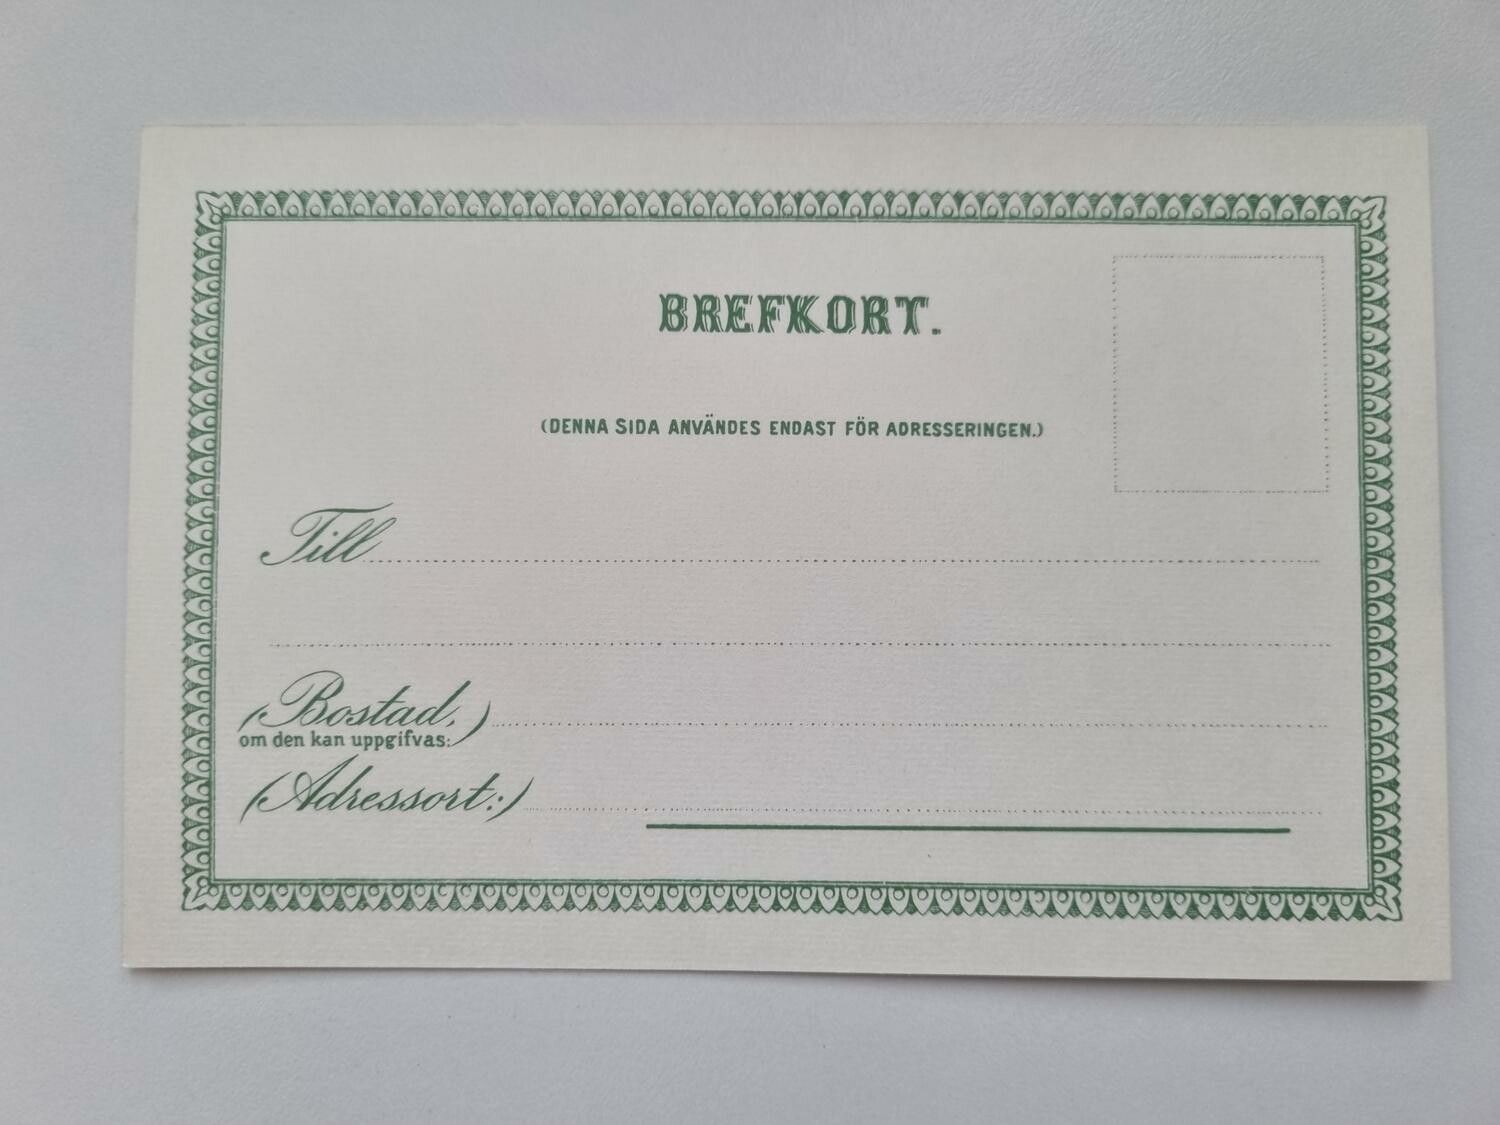 BREFKORT.
(DENNA SIDA ANVÄNDES ENDAST FÖR ADRESSERINGEN.)
Till
(Bostad,)
om den kan uppgifvas:
(Adressort:)